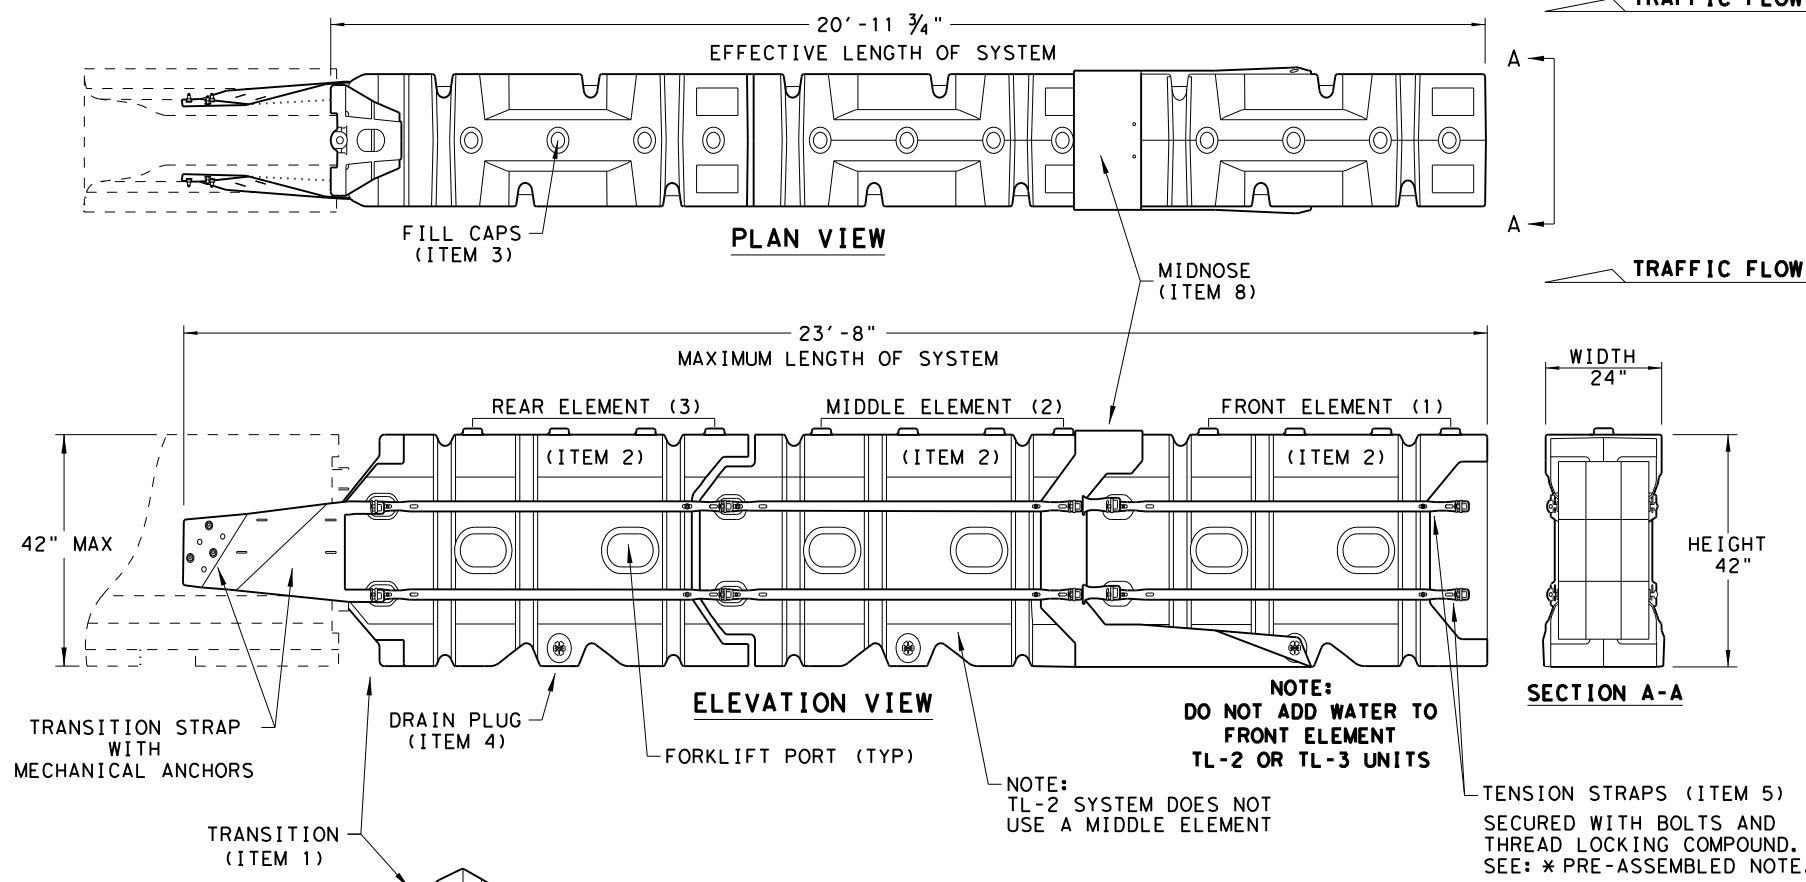 TRAFFIC FLOW
20'-11 ¾"
EFFECTIVE LENGTH OF SYSTEM
A
A
FILL CAPS
(ITEM 3)
PLAN VIEW
MIDNOSE
(ITEM 8)
TRAFFIC FLOW
23'-8"
MAXIMUM LENGTH OF SYSTEM
WIDTH
24"
REAR ELEMENT (3)
MIDDLE ELEMENT (2)
FRONT ELEMENT (1)
(ITEM 2)
(ITEM 2)
(ITEM 2)
42" MAX
HEIGHT
42"
SECTION A-A
ELEVATION VIEW
NOTE:
DO NOT ADD WATER TO
FRONT ELEMENT
TL-2 OR TL-3 UNITS
TRANSITION STRAP
WITH
MECHANICAL ANCHORS
DRAIN PLUG
(ITEM 4)
FORKLIFT PORT (TYP)
NOTE:
TL-2 SYSTEM DOES NOT
USE A MIDDLE ELEMENT
TENSION STRAPS (ITEM 5)
SECURED WITH BOLTS AND
THREAD LOCKING COMPOUND.
SEE: * PRE-ASSEMBLED NOTE.
TRANSITION
(ITEM 1)